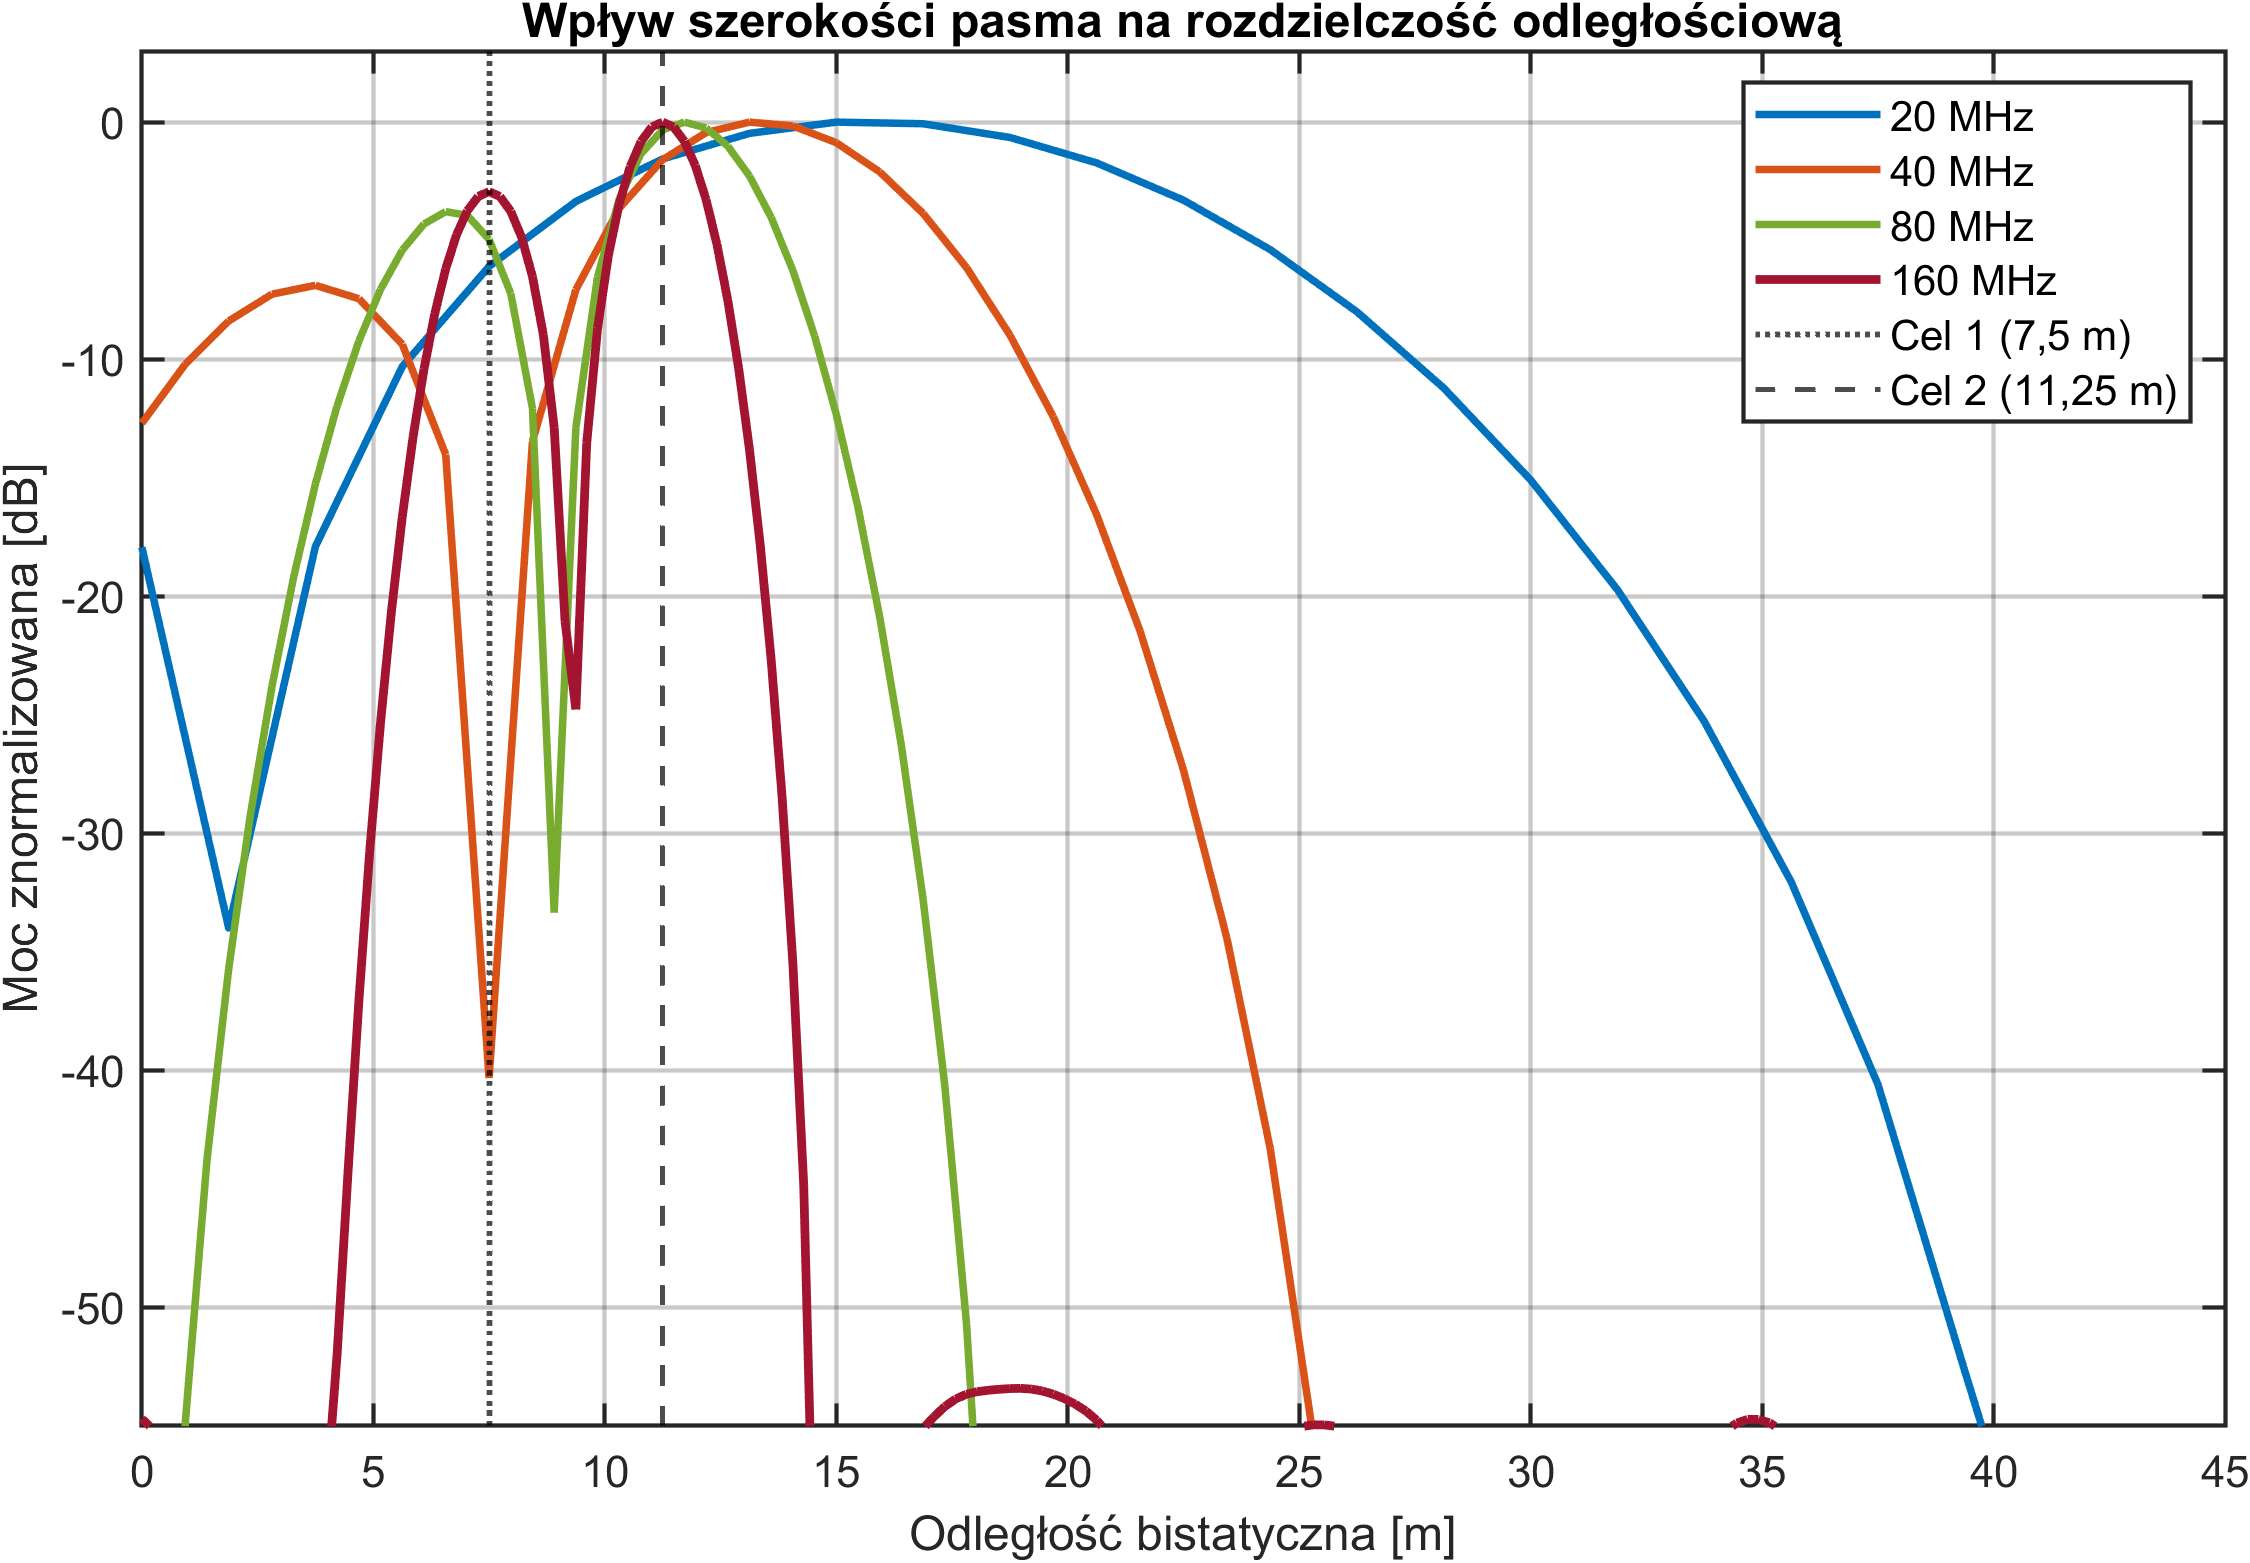 Wpływ szerokości pasma na rozdzielczość odległościową
20 MHz
40 MHz
80 MHz
160 MHz
Cel 1 (7,5 m)
Cel 2 (11,25 m)
Moc znormalizowana [dB]
0
-10
-20
-30
-40
-50
0 5 10 15 20 25 30 35 40 45
Odległość bistatyczna [m]